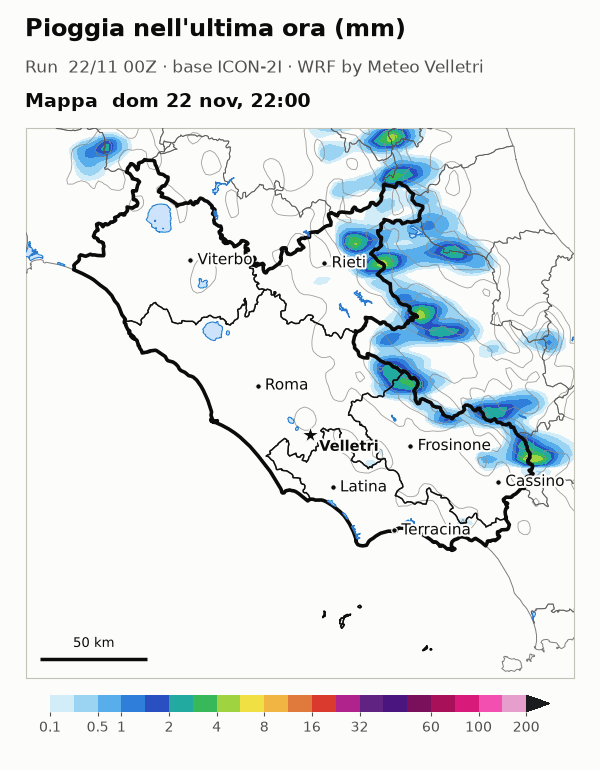 Pioggia nell'ultima ora (mm)
Run  22/11 00Z · base ICON-2I · WRF by Meteo Velletri
Mappa  dom 22 nov, 22:00
Viterbo
Rieti
Roma
Velletri
Frosinone
Latina
Cassino
Terracina
50 km
0.1 0.5 1 2 4 8 16 32 60 100 200